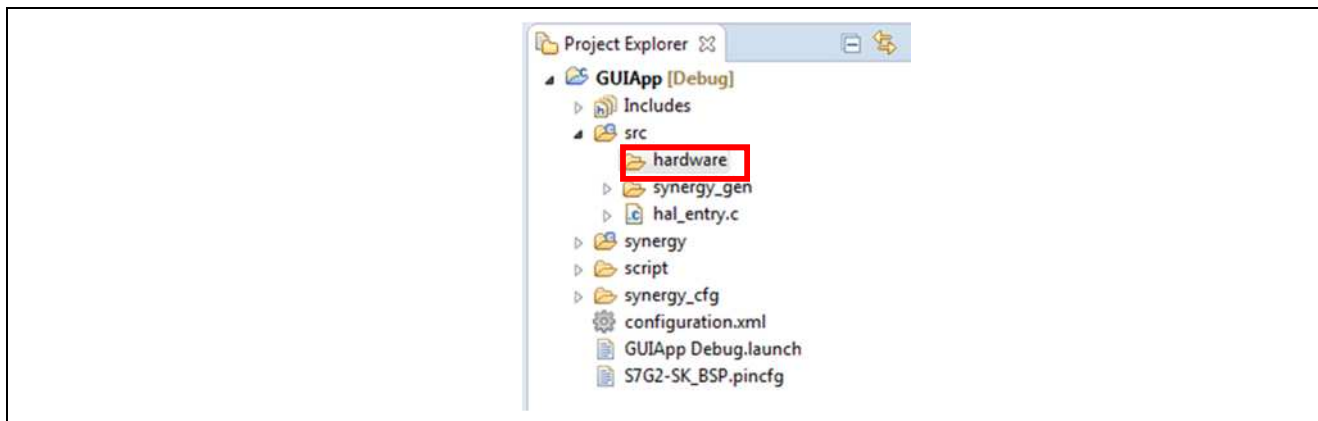 Project Explorer
GUIApp [Debug]
Includes
src
hardware
synergy_gen
hal_entry.c
synergy
script
synergy_cfg
configuration.xml
GUIApp Debug.launch
S7G2-SK_BSP.pincfg